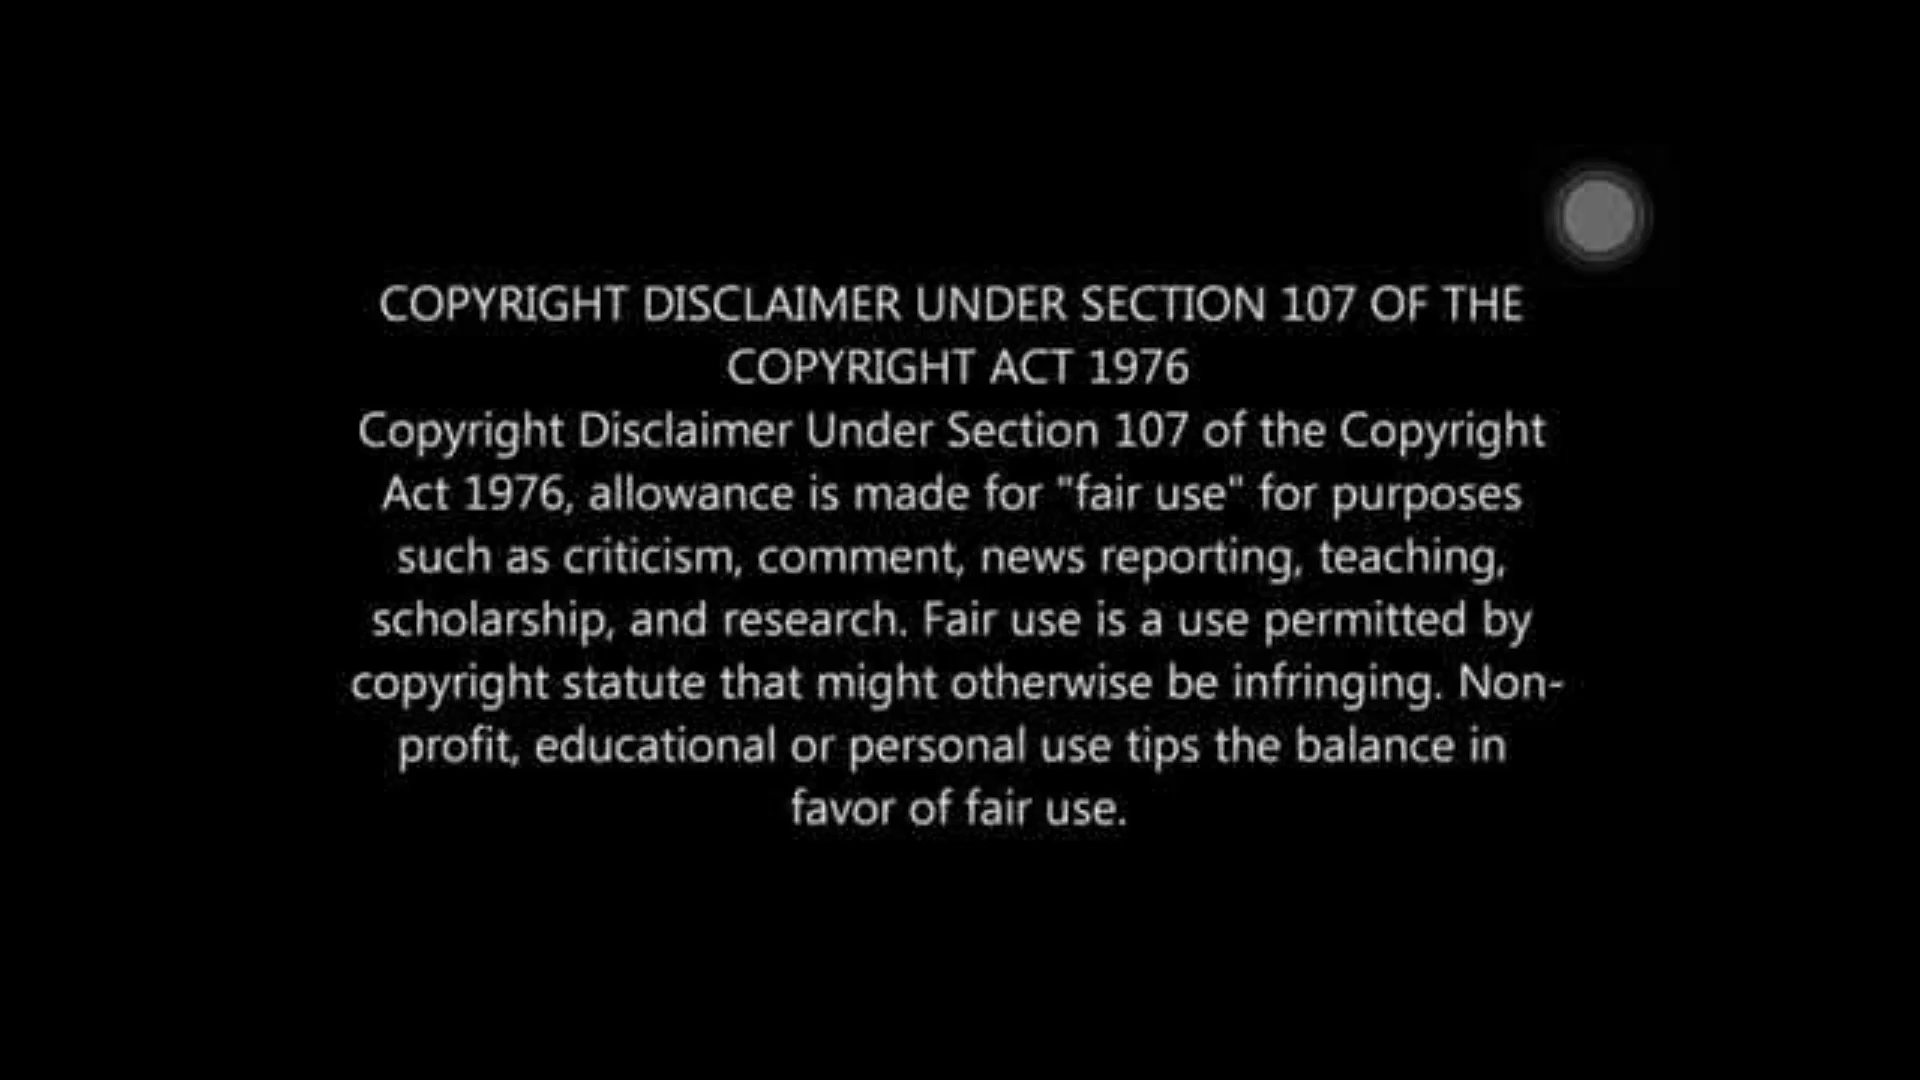 COPYRIGHT DISCLAIMER UNDER SECTION 107 OF THE
COPYRIGHT ACT 1976
Copyright Disclaimer Under Section 107 of the Copyright
Act 1976, allowance is made for "fair use" for purposes
such as criticism, comment, news reporting, teaching,
scholarship, and research. Fair use is a use permitted by
copyright statute that might otherwise be infringing. Non-
profit, educational or personal use tips the balance in
favor of fair use.